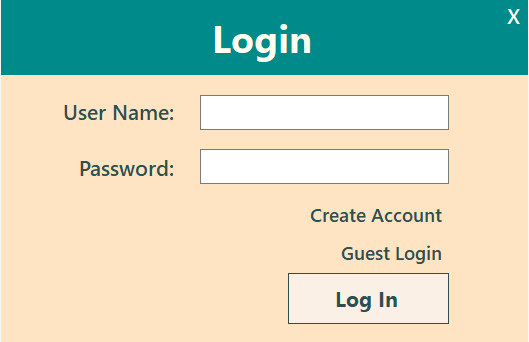 X
Login
User Name:
Password:
Create Account
Guest Login
Log In